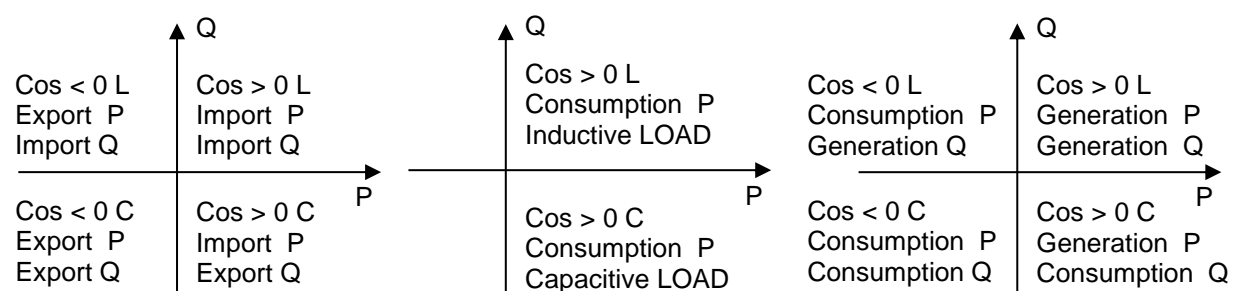 Q
Cos < 0 L
Export P
Import Q
Cos > 0 L
Import P
Import Q
P
Cos < 0 C
Export P
Export Q
Cos > 0 C
Import P
Export Q
Q
Cos > 0 L
Consumption P
Inductive LOAD
P
Cos > 0 C
Consumption P
Capacitive LOAD
Q
Cos < 0 L
Consumption P
Generation Q
Cos > 0 L
Generation P
Generation Q
P
Cos < 0 C
Consumption P
Consumption Q
Cos > 0 C
Generation P
Consumption Q